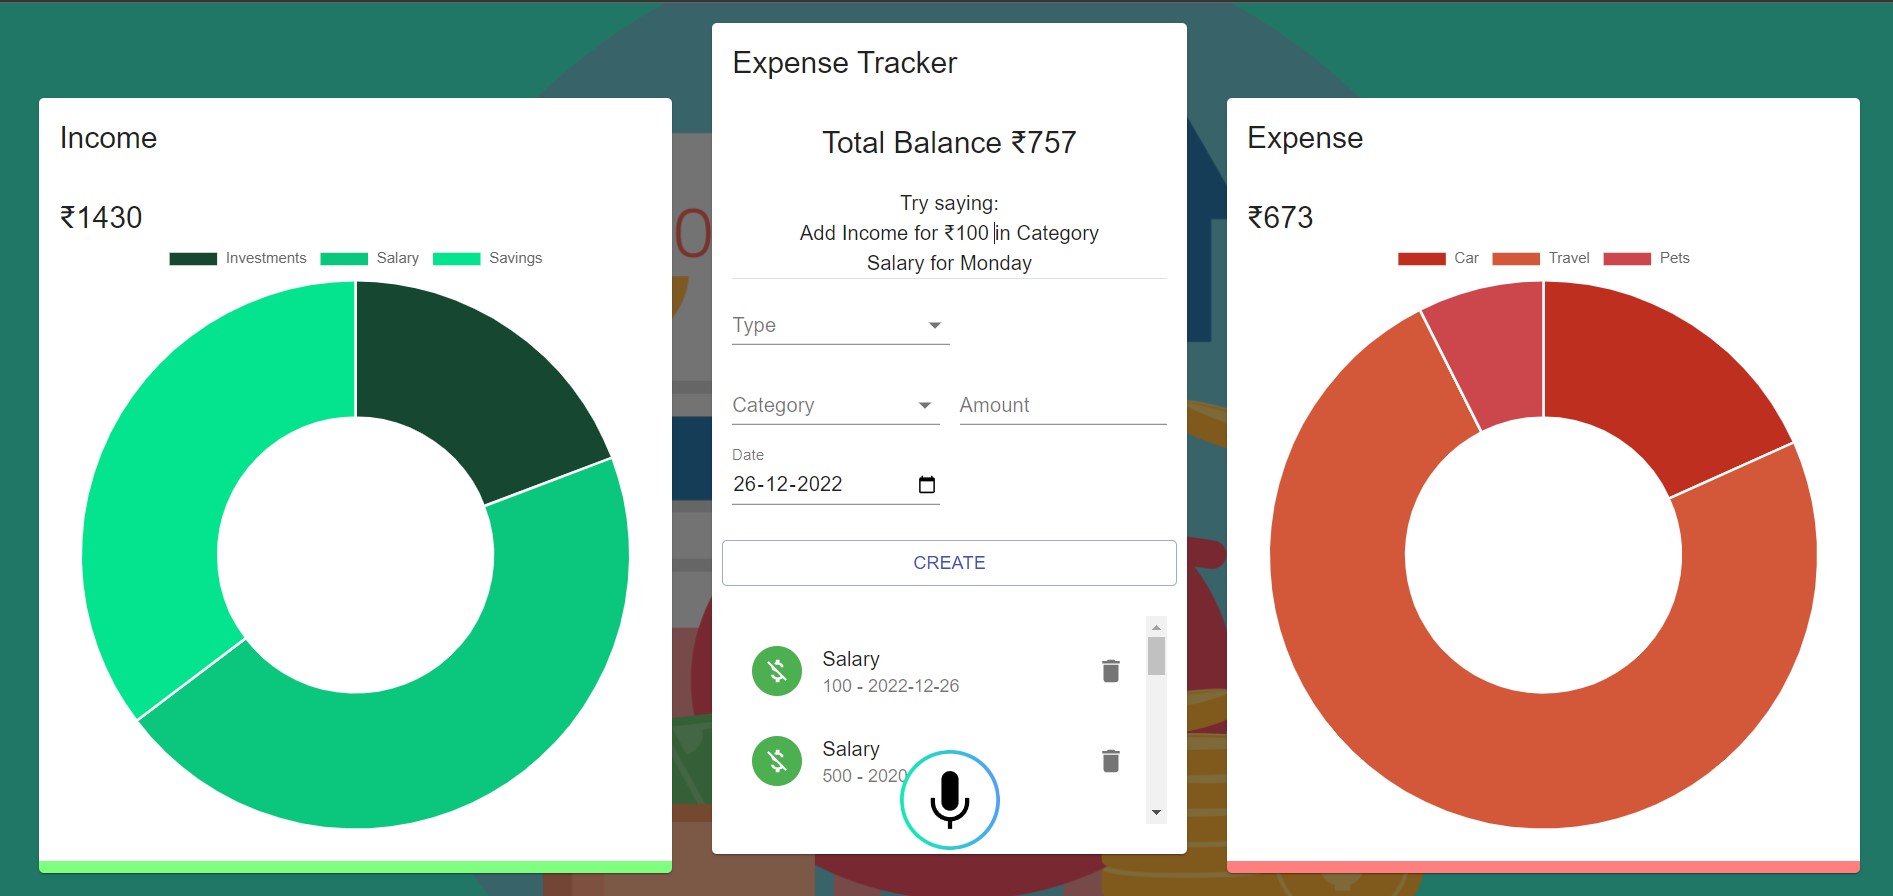 Income
₹1430
Investments Salary Savings
Expense Tracker
Total Balance ₹757
Try saying:
Add Income for ₹100 in Category
Salary for Monday
Type
Category Amount
Date
26-12-2022
CREATE
Salary
100 - 2022-12-26
Salary
500 - 2020
Expense
₹673
Car Travel Pets
0